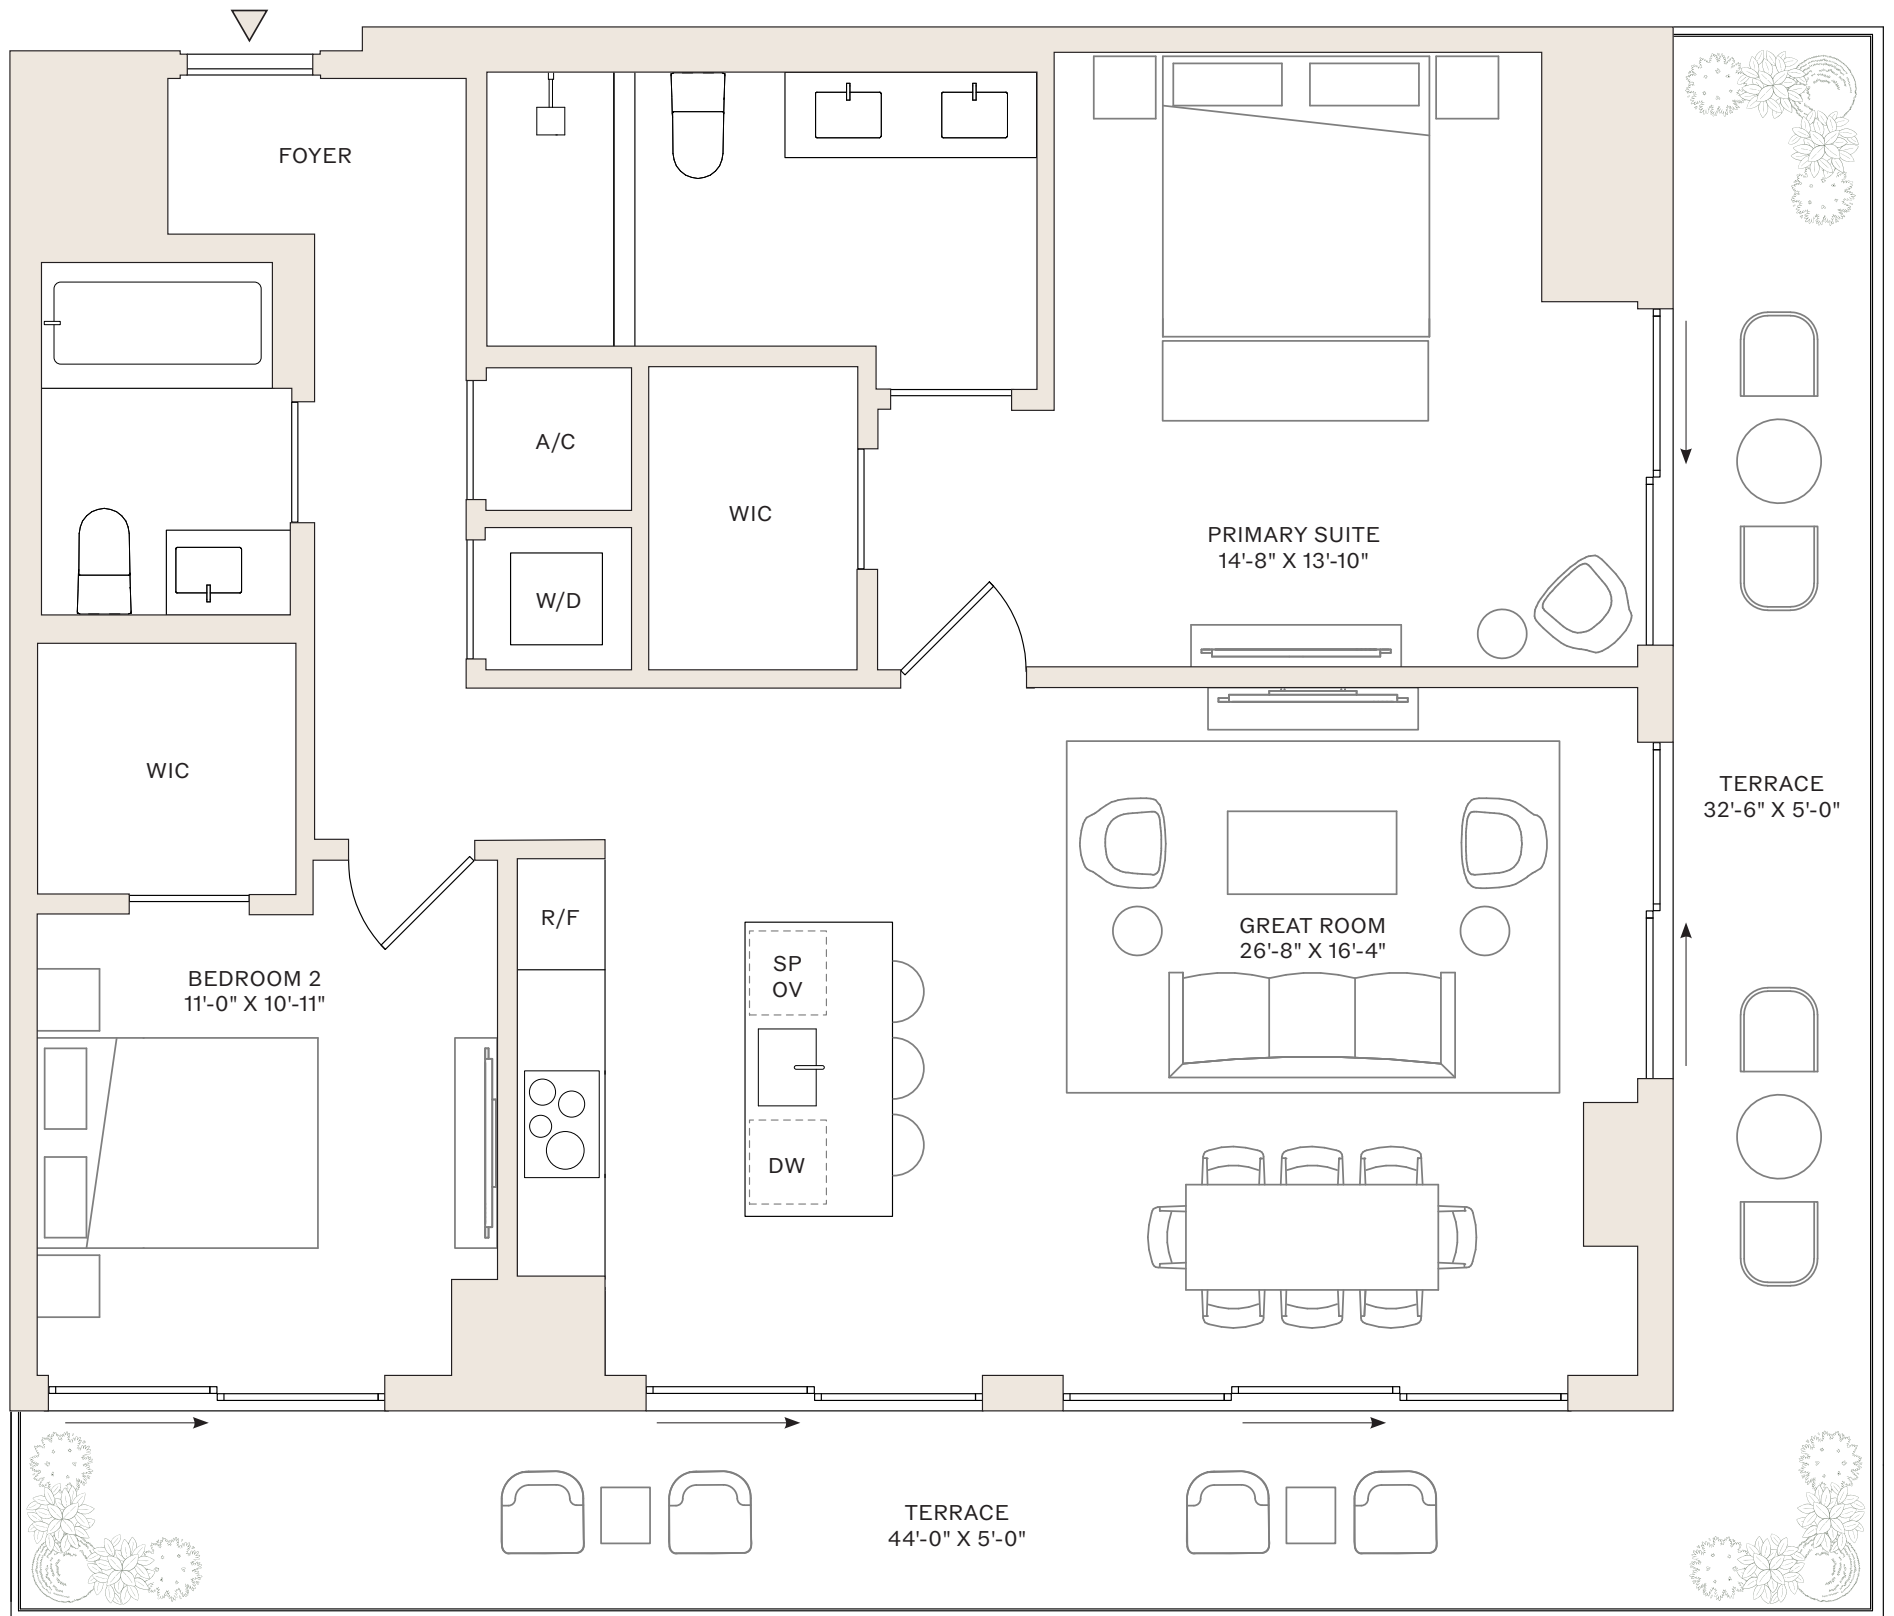 FOYER
A/C
WIC
PRIMARY SUITE
14'-8" X 13'-10"
W/D
WIC
TERRACE
32'-6" X 5'-0"
R/F
GREAT ROOM
26'-8" X 16'-4"
SP
OV
BEDROOM 2
11'-0" X 10'-11"
DW
TERRACE
44'-0" X 5'-0"